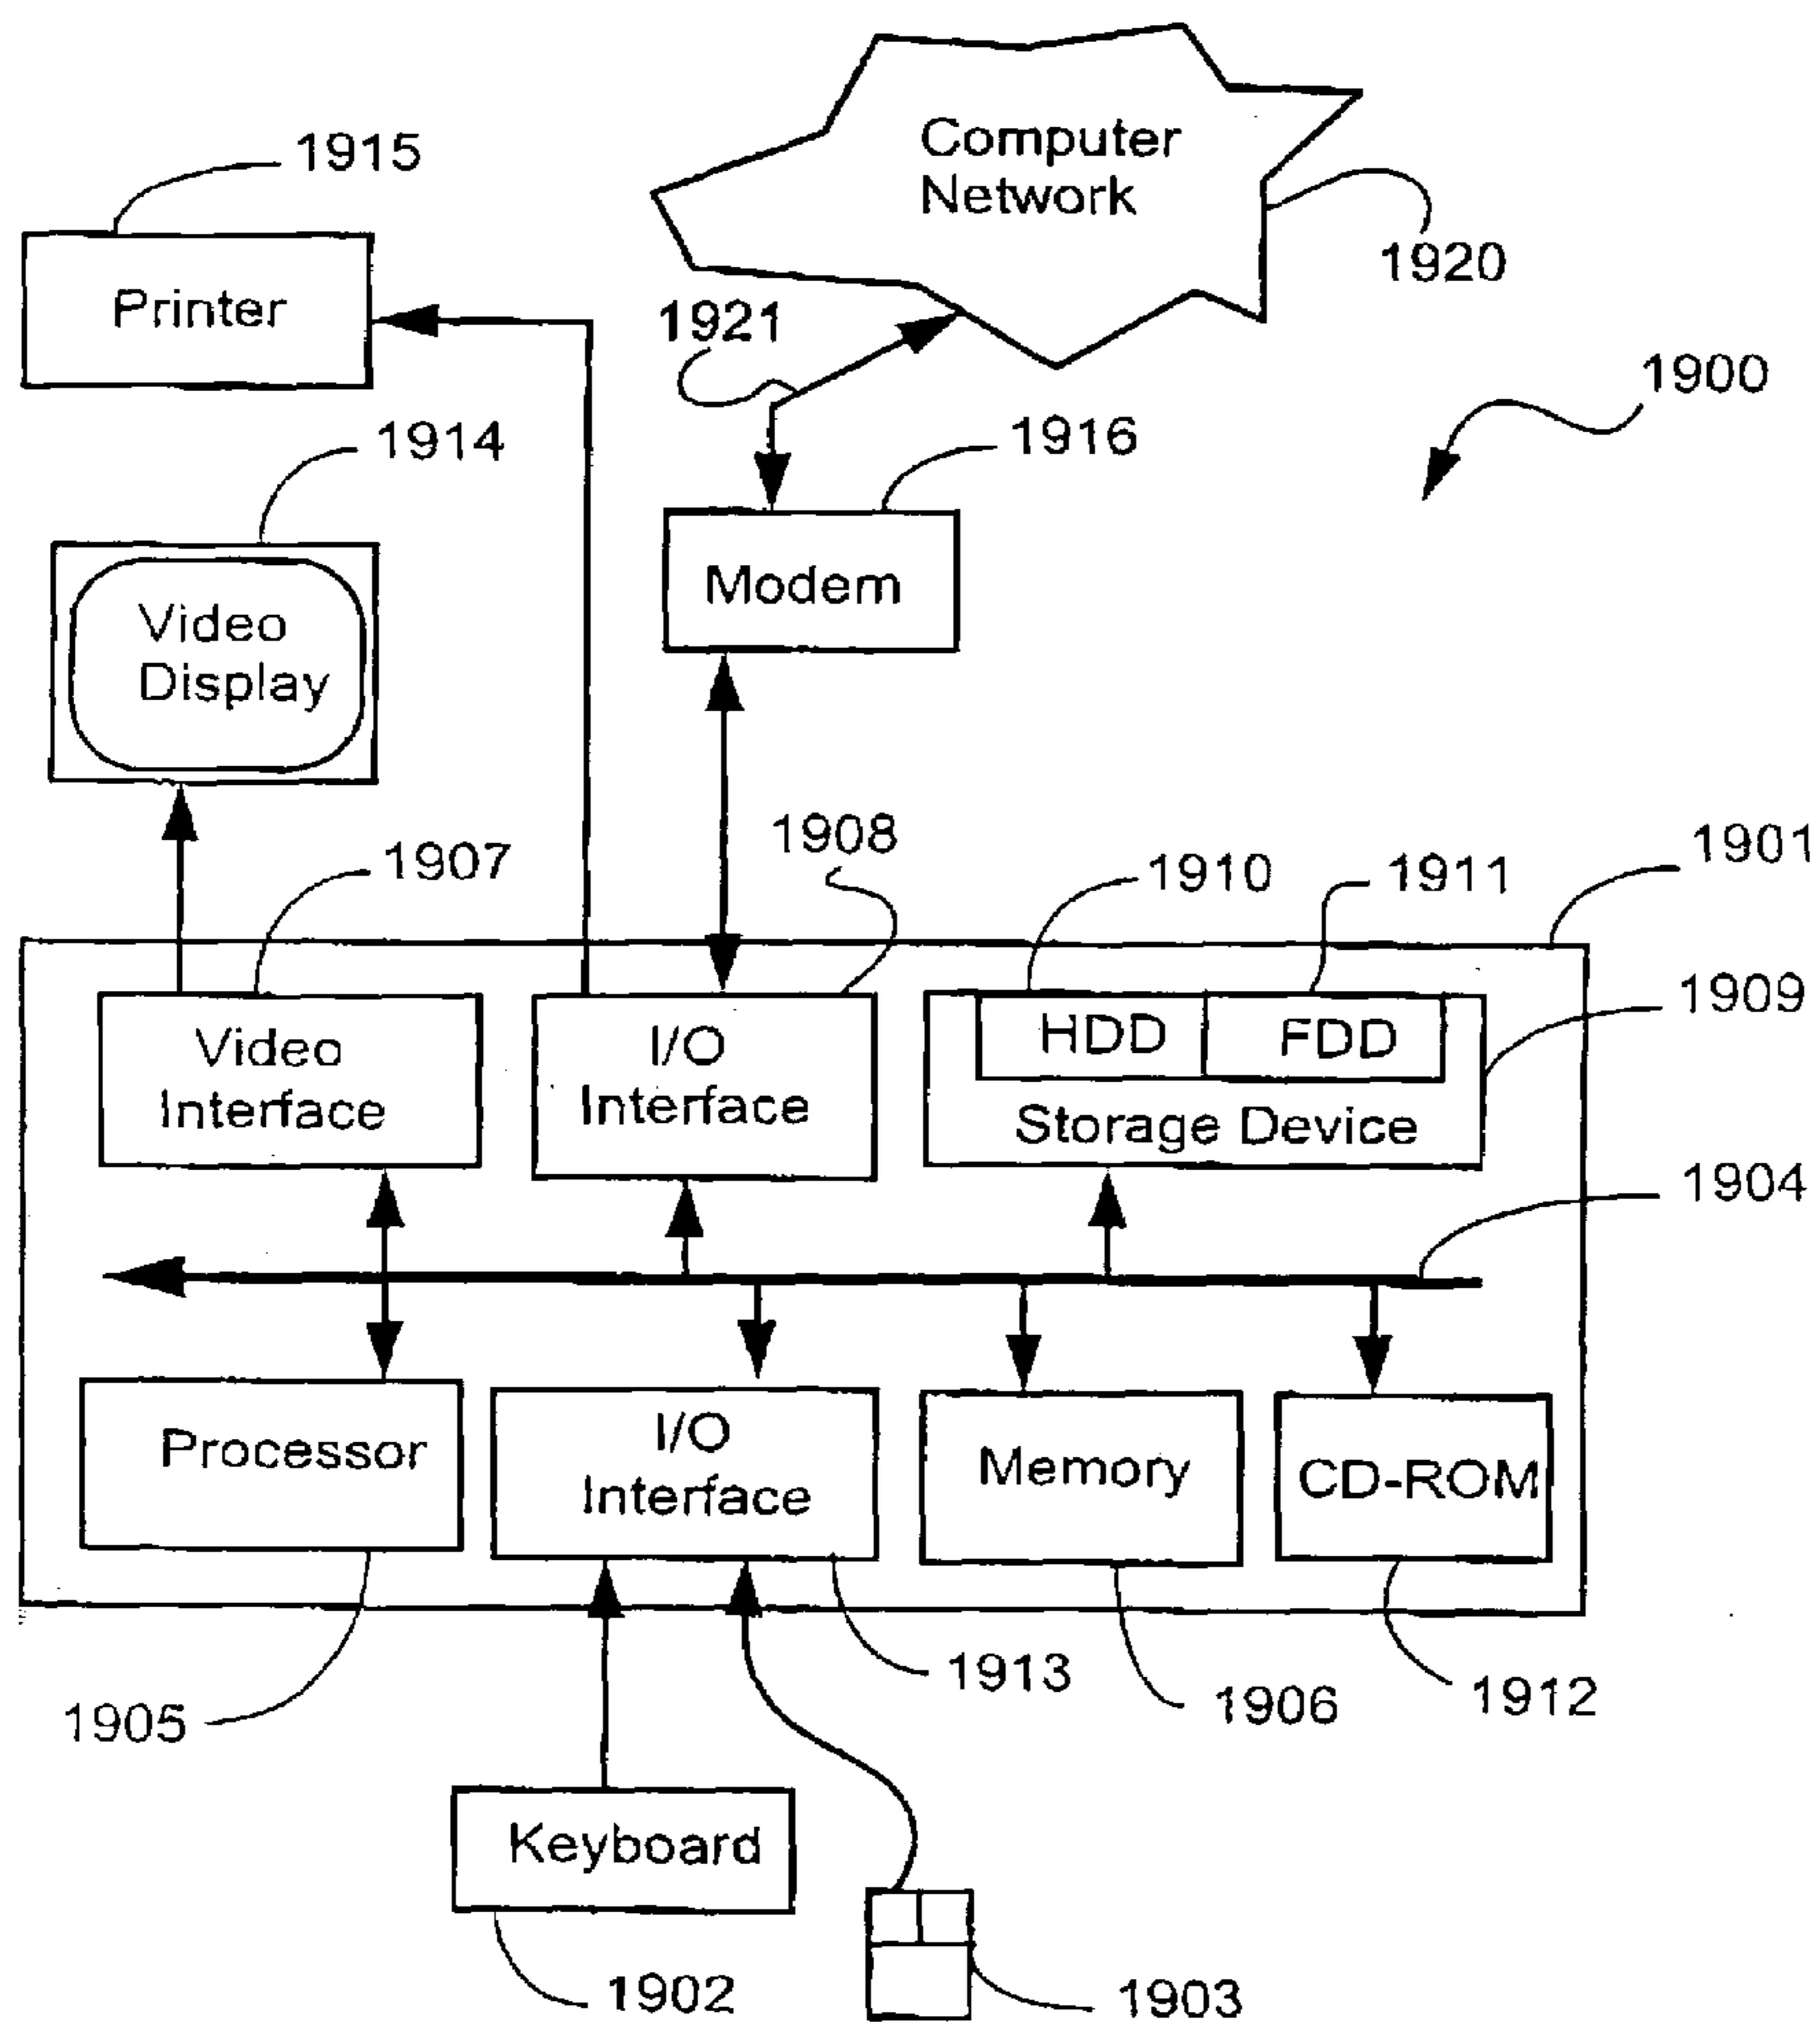 Computer
Network
1915
1920
Printer
1921
1900
1914
1916
Modem
Video
Display
1908
1901
1907
1910
1911
1909
HDD
FDD
Video
Interface
I/O
Interface
Storage Device
1904
Processor
I/O
Interface
Memory
CD-ROM
1913
1906
1912
1905
Keyboard
1902
1903